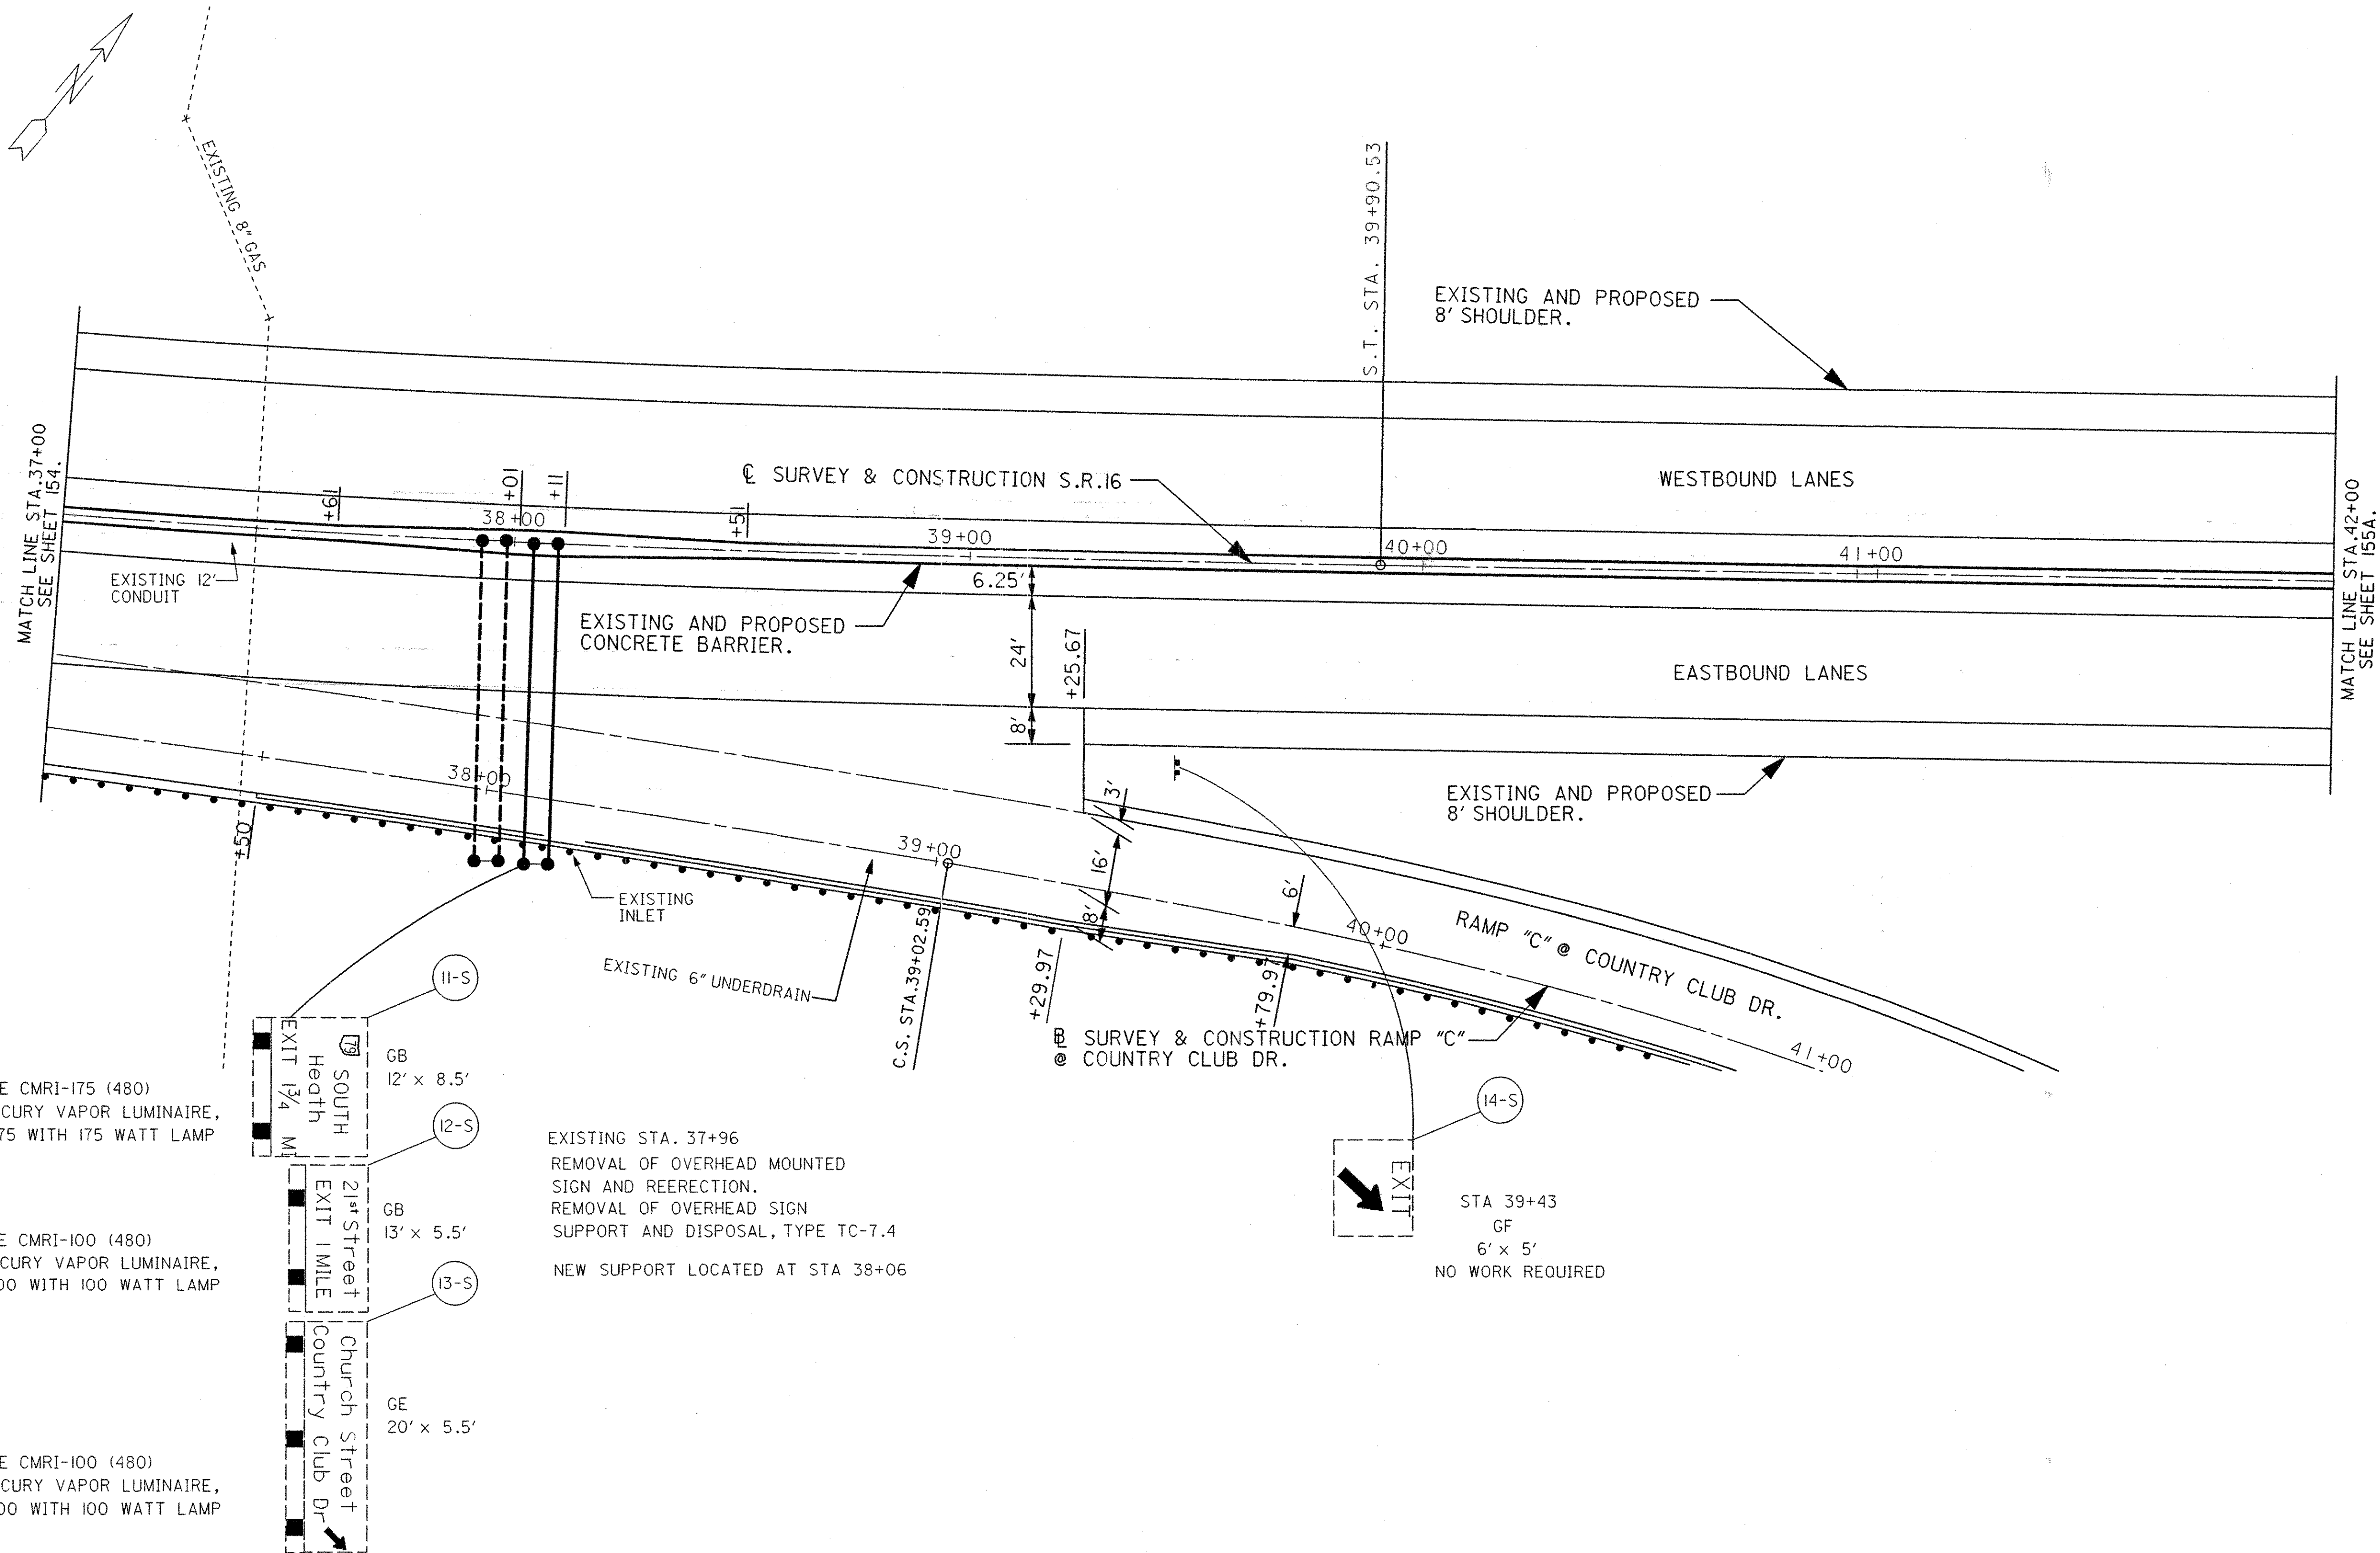 N
EXISTING 8" GAS
S.T. STA. 39+90.53
EXISTING AND PROPOSED
8' SHOULDER.
MATCH LINE STA.37+00
SEE SHEET 154.
+61
+01
+11
38+00
+51
℄ SURVEY & CONSTRUCTION S.R.16
39+00
40+00
41+00
WESTBOUND LANES
MATCH LINE STA.42+00
SEE SHEET 155A.
EXISTING 12'
CONDUIT
EXISTING AND PROPOSED
CONCRETE BARRIER.
6.25'
24'
8'
+25.67
EASTBOUND LANES
EXISTING AND PROPOSED
8' SHOULDER.
38+00
+50
EXISTING
INLET
39+00
3'
16'
8'
6'
40+00
RAMP "C" @ COUNTRY CLUB DR.
EXISTING 6" UNDERDRAIN
C.S. STA.39+02.59
+29.97
+79.97
BL SURVEY & CONSTRUCTION RAMP "C"
@ COUNTRY CLUB DR.
41+00
11-S
79 SOUTH
Heath
EXIT 1¾ MI
GB
12' x 8.5'
E CMRI-175 (480)
CURY VAPOR LUMINAIRE,
75 WITH 175 WATT LAMP
12-S
21st Street
EXIT 1 MILE
GB
13' x 5.5'
E CMRI-100 (480)
CURY VAPOR LUMINAIRE,
00 WITH 100 WATT LAMP
13-S
Church Street
Country Club Dr
GE
20' x 5.5'
E CMRI-100 (480)
CURY VAPOR LUMINAIRE,
00 WITH 100 WATT LAMP
EXISTING STA. 37+96
REMOVAL OF OVERHEAD MOUNTED
SIGN AND REERECTION.
REMOVAL OF OVERHEAD SIGN
SUPPORT AND DISPOSAL, TYPE TC-7.4
NEW SUPPORT LOCATED AT STA 38+06
14-S
EXIT
STA 39+43
GF
6' x 5'
NO WORK REQUIRED